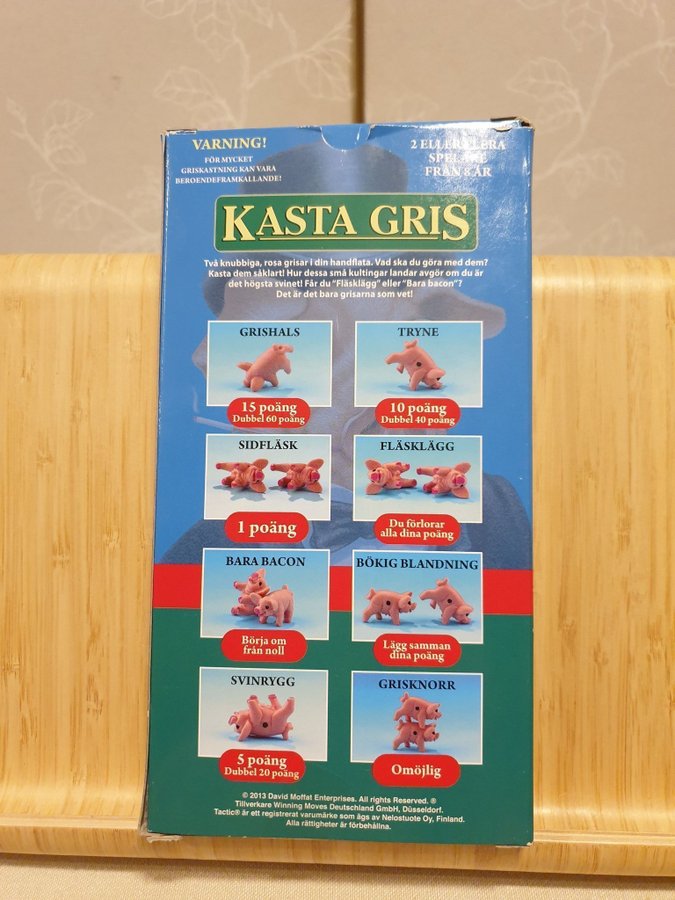 VARNING!
FÖR MYCKET
GRISKASTNING KAN VARA
BEROENDEFRAMKALLANDE!
2 ELLER FLERA
SPELARE
FRÅN 8 ÅR
KASTA GRIS
Två knubbiga, rosa grisar i din handflata. Vad ska du göra med dem?
Kasta dem såklart! Hur dessa små kultingar landar avgör om du är
det högsta svinet! Får du "Fläsklägg" eller "Bara bacon"?
Det är det bara grisarna som vet!
GRISHALS
15 poäng
Dubbel 60 poäng
TRYNE
10 poäng
Dubbel 40 poäng
SIDFLÄSK
1 poäng
FLÄSKLÄGG
Du förlorar
alla dina poäng
BARA BACON
Börja om
från noll
BÖKIG BLANDNING
Lägg samman
dina poäng
SVINRYGG
5 poäng
Dubbel 20 poäng
GRISKNORR
Omöjlig
© 2013 David Moffat Enterprises. All rights Reserved. ®
Tillverkare Winning Moves Deutschland GmbH, Düsseldorf.
Tactic® är ett registrerat varumärke som ägs av Nelostuote Oy, Finland.
Alla rättigheter är förbehållna.